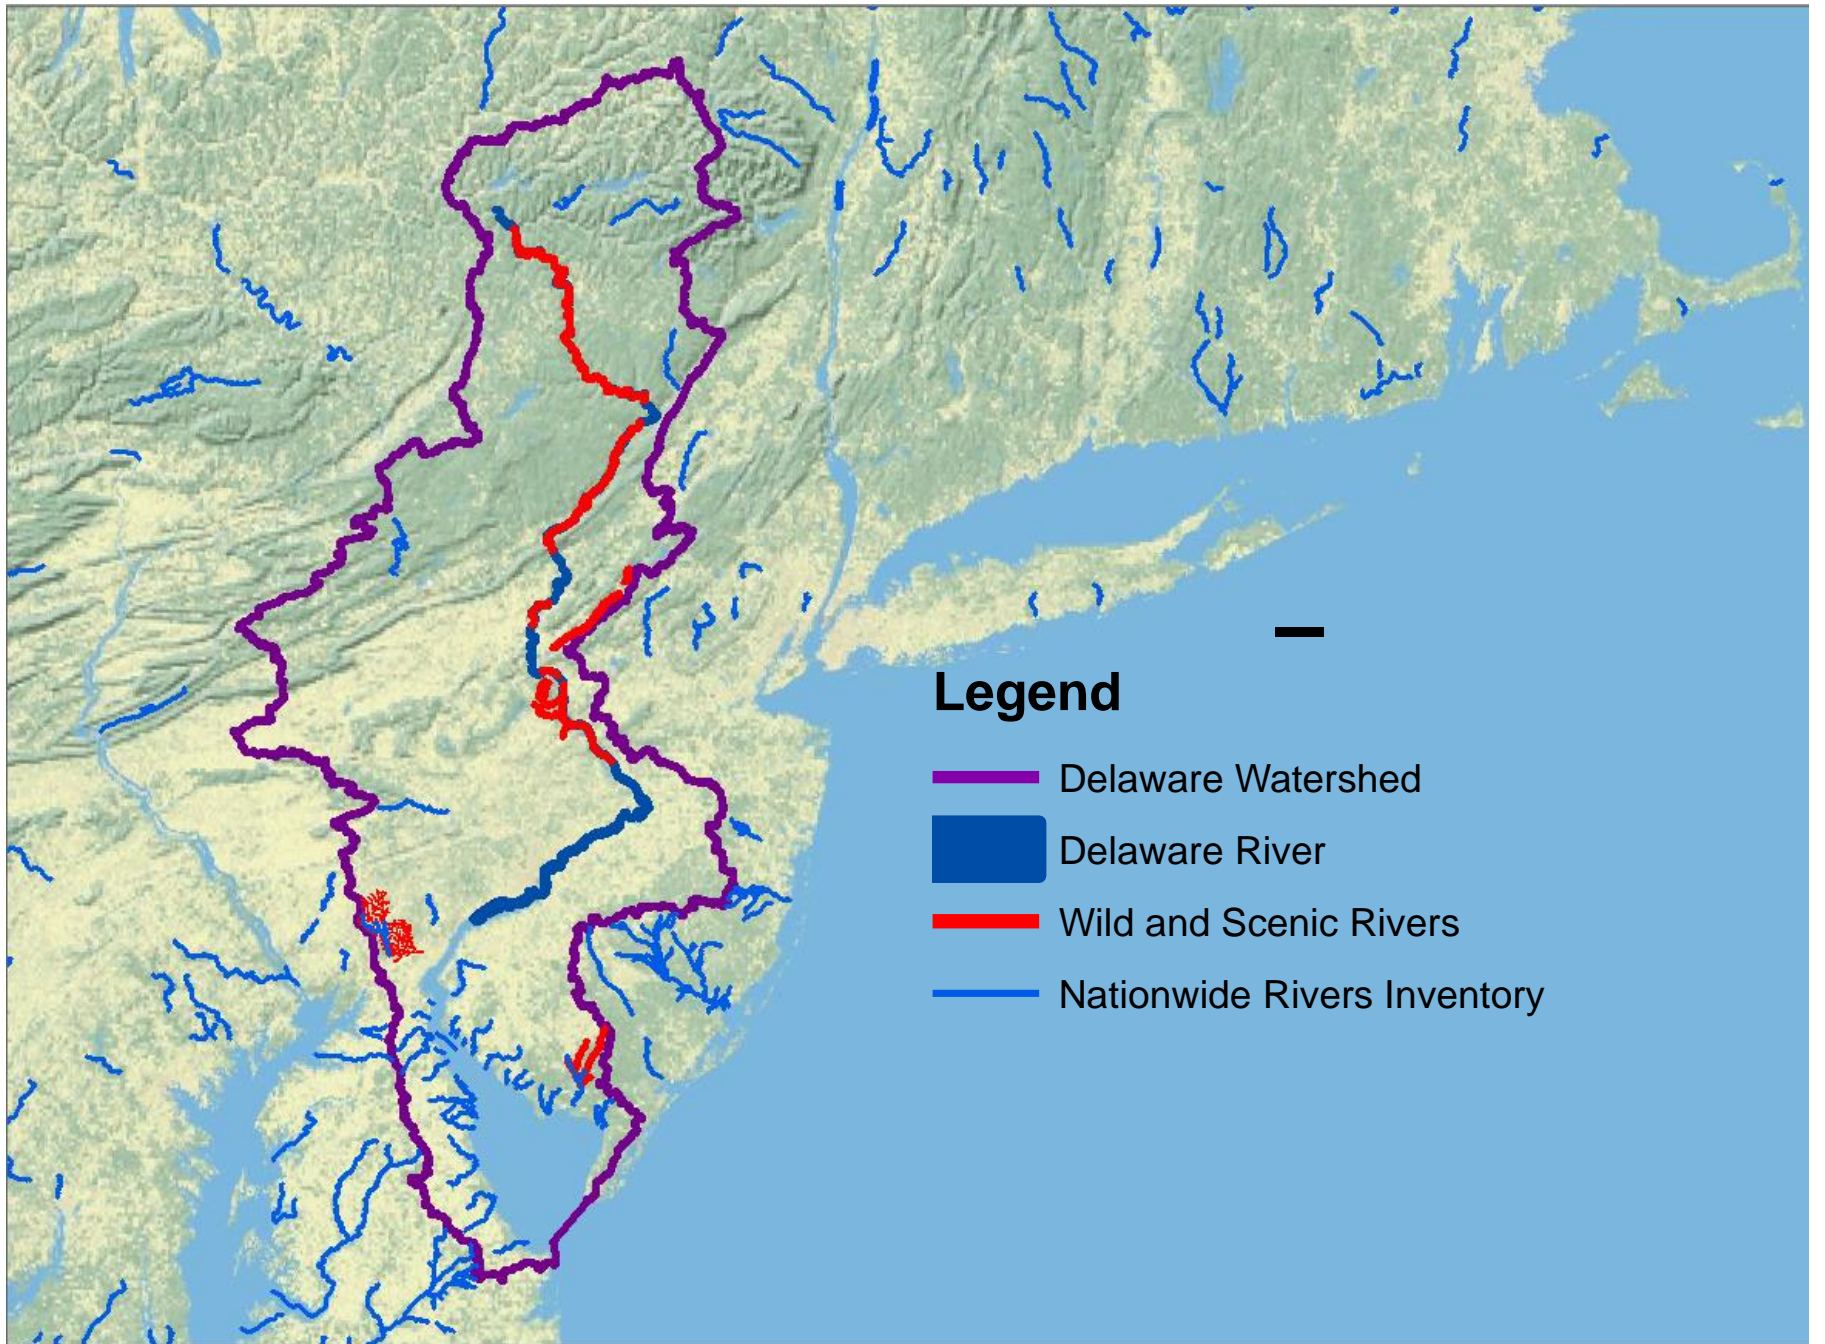 Legend
Delaware Watershed
Delaware River
Wild and Scenic Rivers
Nationwide Rivers Inventory